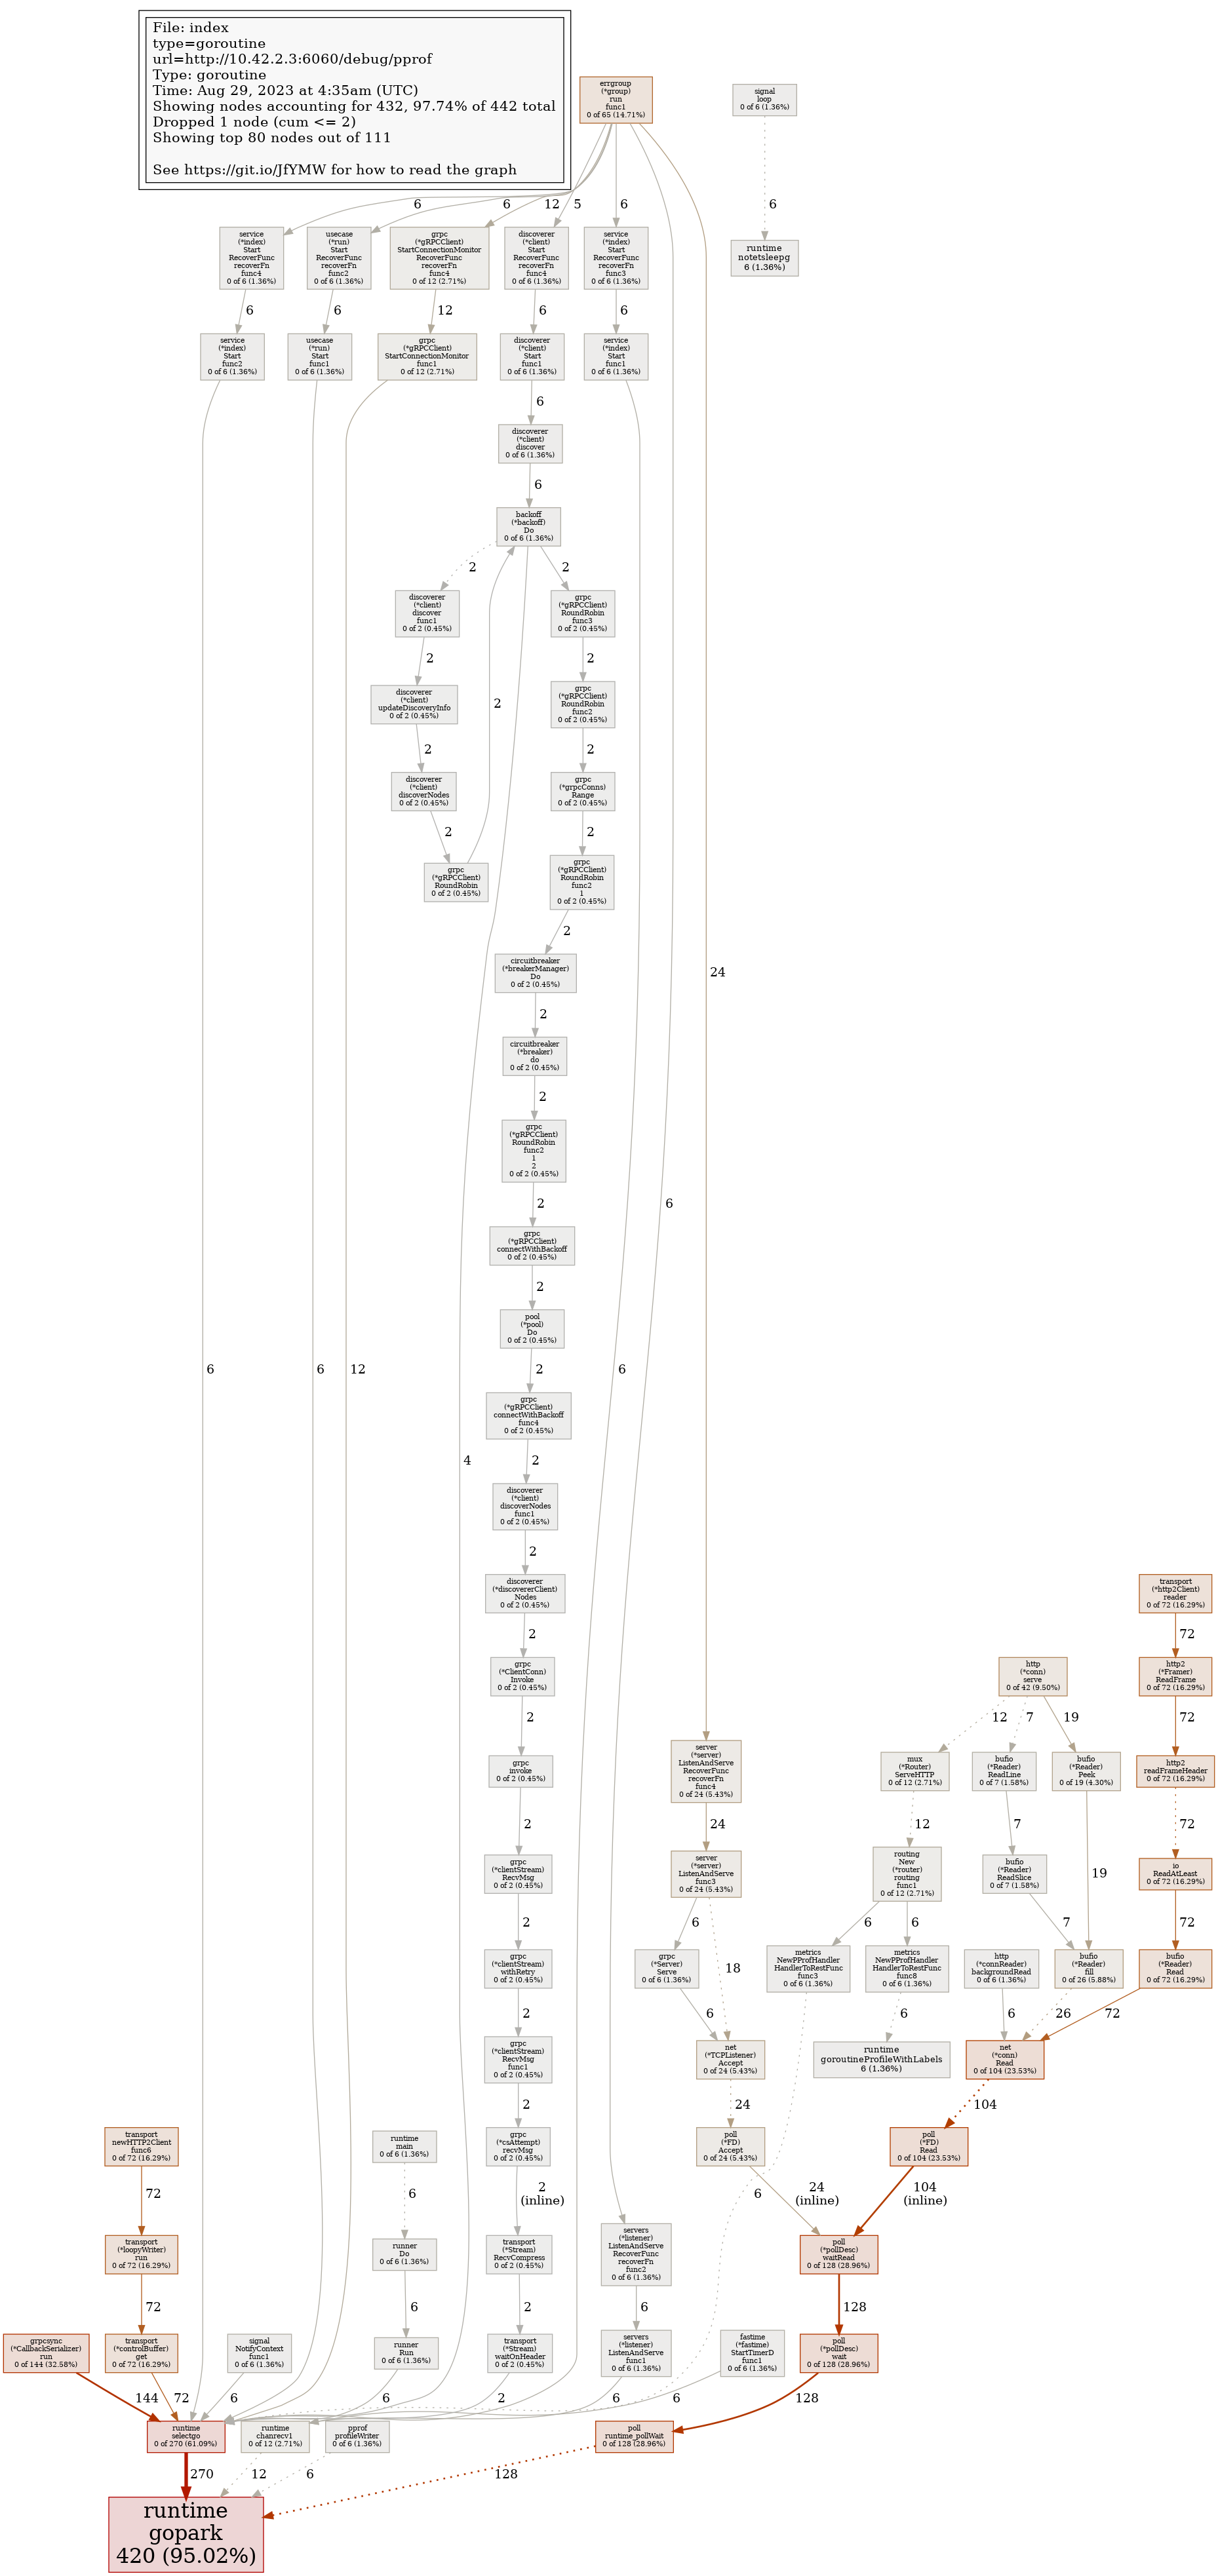 File: index
type=goroutine
url=http://10.42.2.3:6060/debug/pprof
Type: goroutine
Time: Aug 29, 2023 at 4:35am (UTC)
Showing nodes accounting for 432, 97.74% of 442 total
Dropped 1 node (cum <= 2)
Showing top 80 nodes out of 111
See https://git.io/JfYMW for how to read the graph
errgroup
(*group)
run
func1
0 of 65 (14.71%)
signal
loop
0 of 6 (1.36%)
6
6
12
5
6
6
service
(*index)
Start
RecoverFunc
recoverFn
func4
0 of 6 (1.36%)
usecase
(*run)
Start
RecoverFunc
recoverFn
func2
0 of 6 (1.36%)
grpc
(*gRPCClient)
StartConnectionMonitor
RecoverFunc
recoverFn
func4
0 of 12 (2.71%)
discoverer
(*client)
Start
RecoverFunc
recoverFn
func4
0 of 6 (1.36%)
service
(*index)
Start
RecoverFunc
recoverFn
func3
0 of 6 (1.36%)
runtime
notetsleepg
6 (1.36%)
6
6
12
6
6
service
(*index)
Start
func2
0 of 6 (1.36%)
usecase
(*run)
Start
func1
0 of 6 (1.36%)
grpc
(*gRPCClient)
StartConnectionMonitor
func1
0 of 12 (2.71%)
discoverer
(*client)
Start
func1
0 of 6 (1.36%)
service
(*index)
Start
func1
0 of 6 (1.36%)
6
discoverer
(*client)
discover
0 of 6 (1.36%)
6
backoff
(*backoff)
Do
0 of 6 (1.36%)
2
2
discoverer
(*client)
discover
func1
0 of 2 (0.45%)
grpc
(*gRPCClient)
RoundRobin
func3
0 of 2 (0.45%)
2
2
discoverer
(*client)
updateDiscoveryInfo
0 of 2 (0.45%)
2
grpc
(*gRPCClient)
RoundRobin
func2
0 of 2 (0.45%)
2
2
discoverer
(*client)
discoverNodes
0 of 2 (0.45%)
grpc
(*grpcConns)
Range
0 of 2 (0.45%)
2
2
grpc
(*gRPCClient)
RoundRobin
0 of 2 (0.45%)
grpc
(*gRPCClient)
RoundRobin
func2
1
0 of 2 (0.45%)
2
circuitbreaker
(*breakerManager)
Do
0 of 2 (0.45%)
24
2
circuitbreaker
(*breaker)
do
0 of 2 (0.45%)
2
grpc
(*gRPCClient)
RoundRobin
func2
1
2
0 of 2 (0.45%)
2
6
grpc
(*gRPCClient)
connectWithBackoff
0 of 2 (0.45%)
2
pool
(*pool)
Do
0 of 2 (0.45%)
6
6
12
2
6
grpc
(*gRPCClient)
connectWithBackoff
func4
0 of 2 (0.45%)
4
2
discoverer
(*client)
discoverNodes
func1
0 of 2 (0.45%)
2
discoverer
(*discovererClient)
Nodes
0 of 2 (0.45%)
transport
(*http2Client)
reader
0 of 72 (16.29%)
2
72
grpc
(*ClientConn)
Invoke
0 of 2 (0.45%)
http
(*conn)
serve
0 of 42 (9.50%)
http2
(*Framer)
ReadFrame
0 of 72 (16.29%)
2
12
7
19
72
grpc
invoke
0 of 2 (0.45%)
server
(*server)
ListenAndServe
RecoverFunc
recoverFn
func4
0 of 24 (5.43%)
mux
(*Router)
ServeHTTP
0 of 12 (2.71%)
bufio
(*Reader)
ReadLine
0 of 7 (1.58%)
bufio
(*Reader)
Peek
0 of 19 (4.30%)
http2
readFrameHeader
0 of 72 (16.29%)
2
24
12
7
72
grpc
(*clientStream)
RecvMsg
0 of 2 (0.45%)
server
(*server)
ListenAndServe
func3
0 of 24 (5.43%)
routing
New
(*router)
routing
func1
0 of 12 (2.71%)
bufio
(*Reader)
ReadSlice
0 of 7 (1.58%)
19
io
ReadAtLeast
0 of 72 (16.29%)
2
6
18
6
6
7
72
grpc
(*clientStream)
withRetry
0 of 2 (0.45%)
grpc
(*Server)
Serve
0 of 6 (1.36%)
metrics
NewPProfHandler
HandlerToRestFunc
func3
0 of 6 (1.36%)
metrics
NewPProfHandler
HandlerToRestFunc
func8
0 of 6 (1.36%)
http
(*connReader)
backgroundRead
0 of 6 (1.36%)
bufio
(*Reader)
fill
0 of 26 (5.88%)
bufio
(*Reader)
Read
0 of 72 (16.29%)
2
6
6
6
26
72
grpc
(*clientStream)
RecvMsg
func1
0 of 2 (0.45%)
net
(*TCPListener)
Accept
0 of 24 (5.43%)
runtime
goroutineProfileWithLabels
6 (1.36%)
net
(*conn)
Read
0 of 104 (23.53%)
2
24
104
transport
newHTTP2Client
func6
0 of 72 (16.29%)
runtime
main
0 of 6 (1.36%)
grpc
(*csAttempt)
recvMsg
0 of 2 (0.45%)
poll
(*FD)
Accept
0 of 24 (5.43%)
poll
(*FD)
Read
0 of 104 (23.53%)
72
6
2
(inline)
6
24
(inline)
104
(inline)
transport
(*loopyWriter)
run
0 of 72 (16.29%)
runner
Do
0 of 6 (1.36%)
transport
(*Stream)
RecvCompress
0 of 2 (0.45%)
servers
(*listener)
ListenAndServe
RecoverFunc
recoverFn
func2
0 of 6 (1.36%)
poll
(*pollDesc)
waitRead
0 of 128 (28.96%)
72
6
2
6
128
grpcsync
(*CallbackSerializer)
run
0 of 144 (32.58%)
transport
(*controlBuffer)
get
0 of 72 (16.29%)
signal
NotifyContext
func1
0 of 6 (1.36%)
runner
Run
0 of 6 (1.36%)
transport
(*Stream)
waitOnHeader
0 of 2 (0.45%)
servers
(*listener)
ListenAndServe
func1
0 of 6 (1.36%)
fastime
(*fastime)
StartTimerD
func1
0 of 6 (1.36%)
poll
(*pollDesc)
wait
0 of 128 (28.96%)
144
72
6
6
2
6
6
128
runtime
selectgo
0 of 270 (61.09%)
runtime
chanrecv1
0 of 12 (2.71%)
pprof
profileWriter
0 of 6 (1.36%)
poll
runtime_pollWait
0 of 128 (28.96%)
270
12
6
128
runtime
gopark
420 (95.02%)